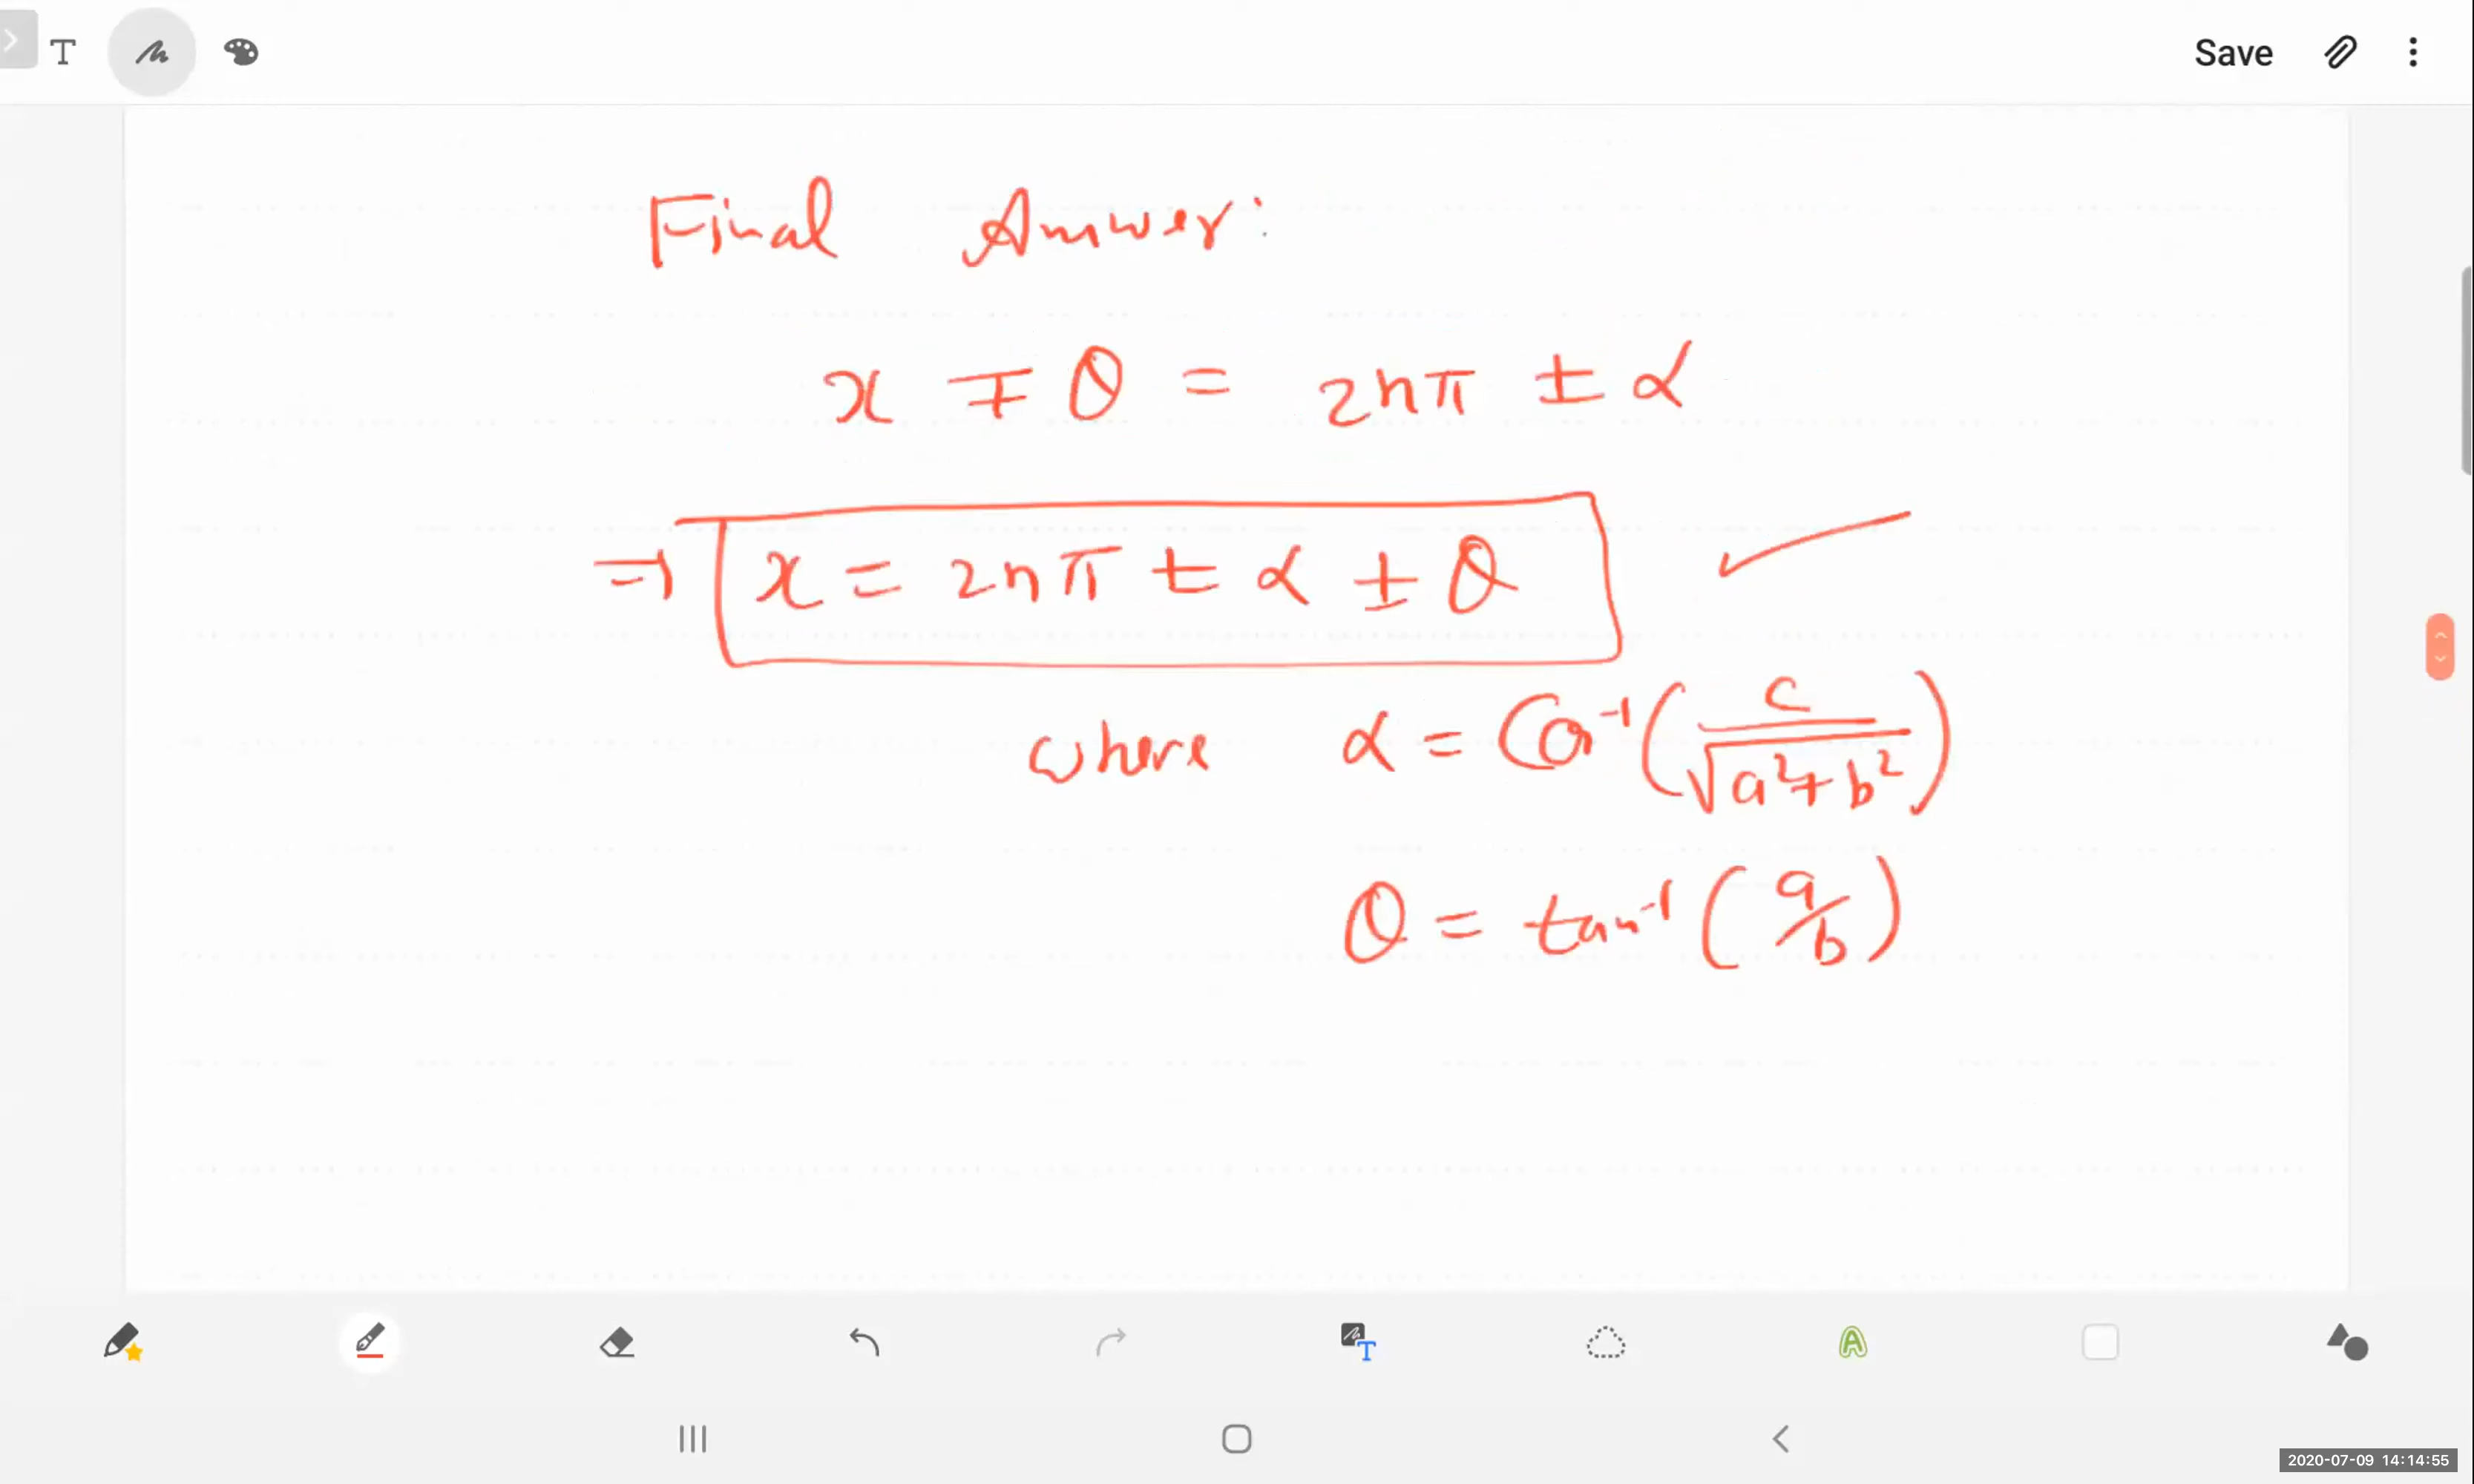 T Save
Final Answer:
x ∓ θ = 2nπ ± α
⇒ x = 2nπ ± α ± θ
where α = Cos⁻¹(c/√a²+b²)
θ = tan⁻¹(a/b)
T A
2020-07-09 14:14:55